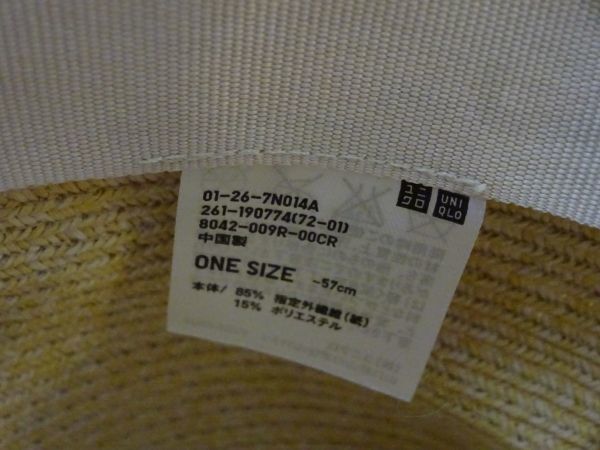 ユニ
クロ
UNI
QLO
01-26-7N014A
261-190774(72-01)
8042-009R-00CR
中国製
ONE SIZE -57cm
本体/ 85% 指定外繊維(紙)
15% ポリエステル